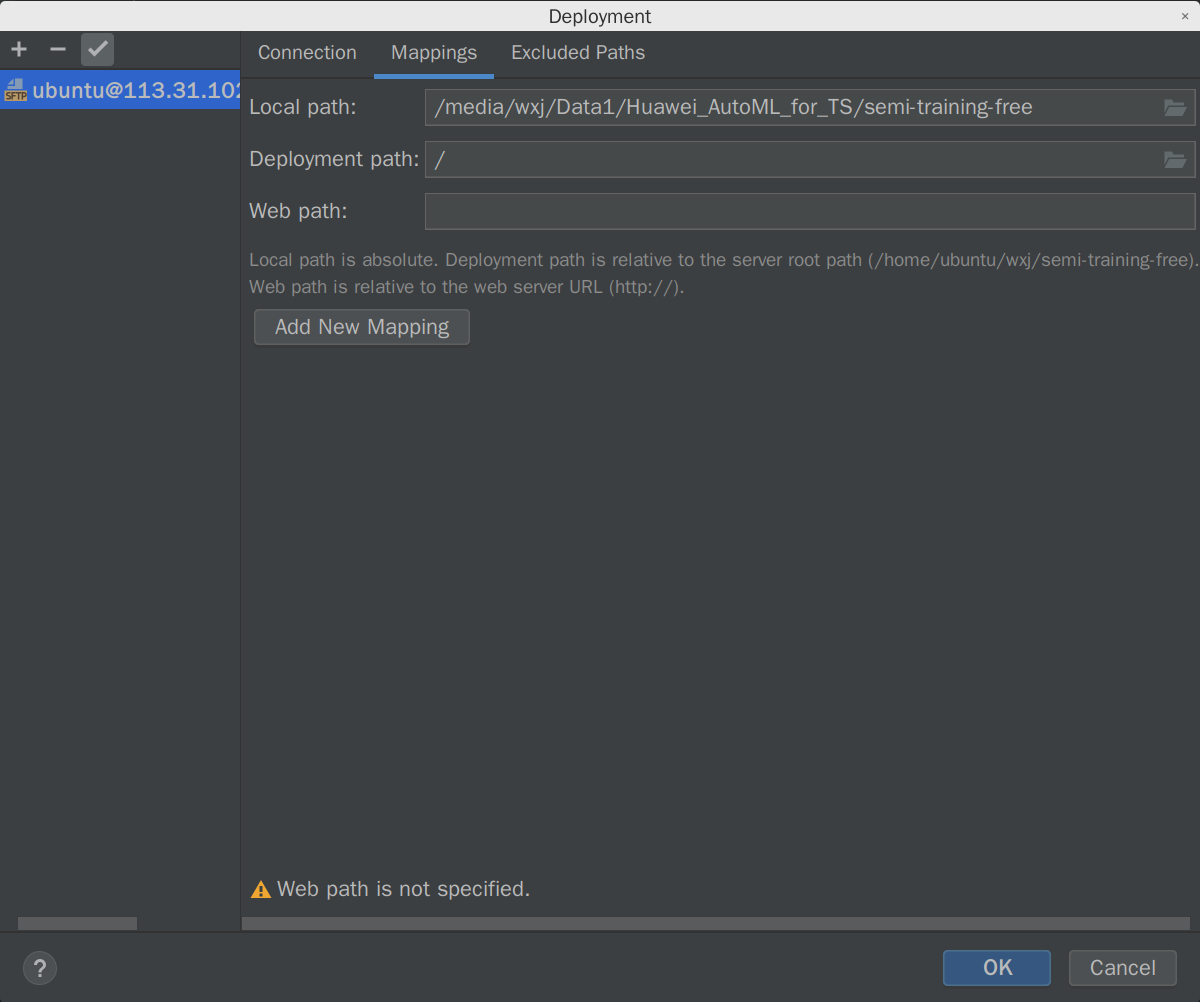 Deployment
Connection Mappings Excluded Paths
SFTP ubuntu@113.31.102
Local path: /media/wxj/Data1/Huawei_AutoML_for_TS/semi-training-free
Deployment path: /
Web path:
Local path is absolute. Deployment path is relative to the server root path (/home/ubuntu/wxj/semi-training-free).
Web path is relative to the web server URL (http://).
Add New Mapping
Web path is not specified.
? OK Cancel